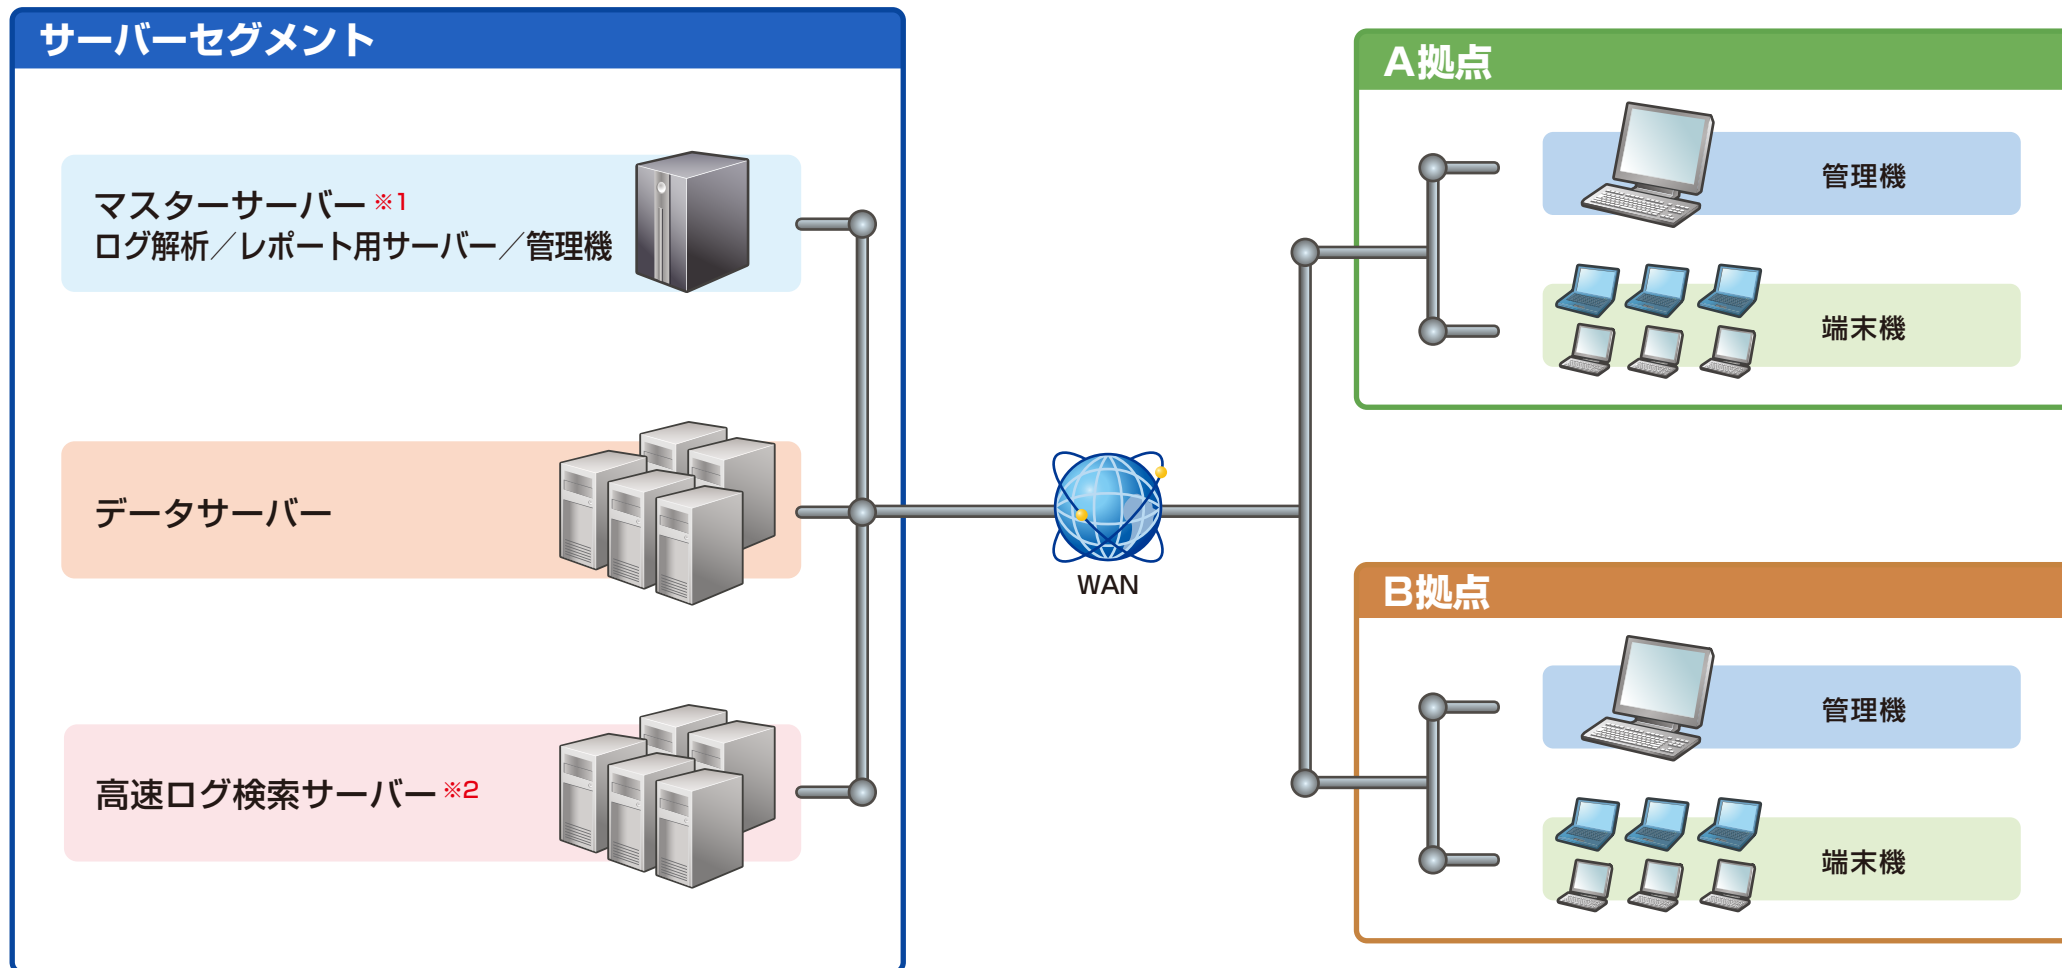 サーバーセグメント
マスターサーバー※1
ログ解析／レポート用サーバー／管理機
データサーバー
高速ログ検索サーバー※2
WAN
A拠点
管理機
端末機
B拠点
管理機
端末機